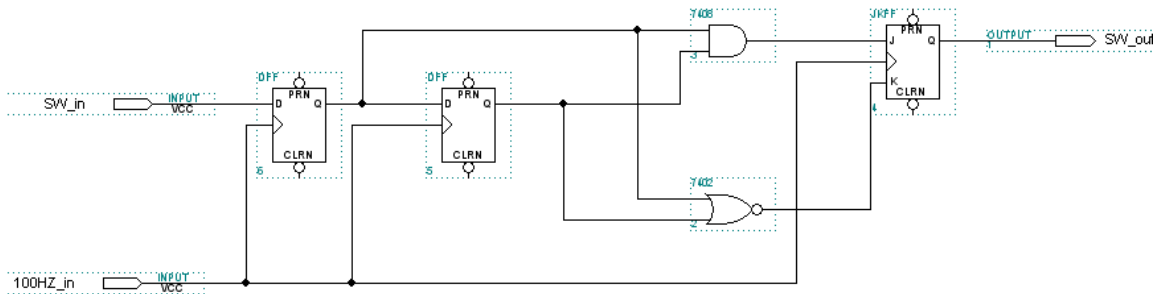 7408
JKFF
PRN
J
Q
K
CLRN
3
4
OUTPUT
1
SW_out
DFF
PRN
D
Q
CLRN
6
DFF
PRN
D
Q
CLRN
5
SW_in
INPUT
VCC
7402
2
100HZ_in
INPUT
VCC